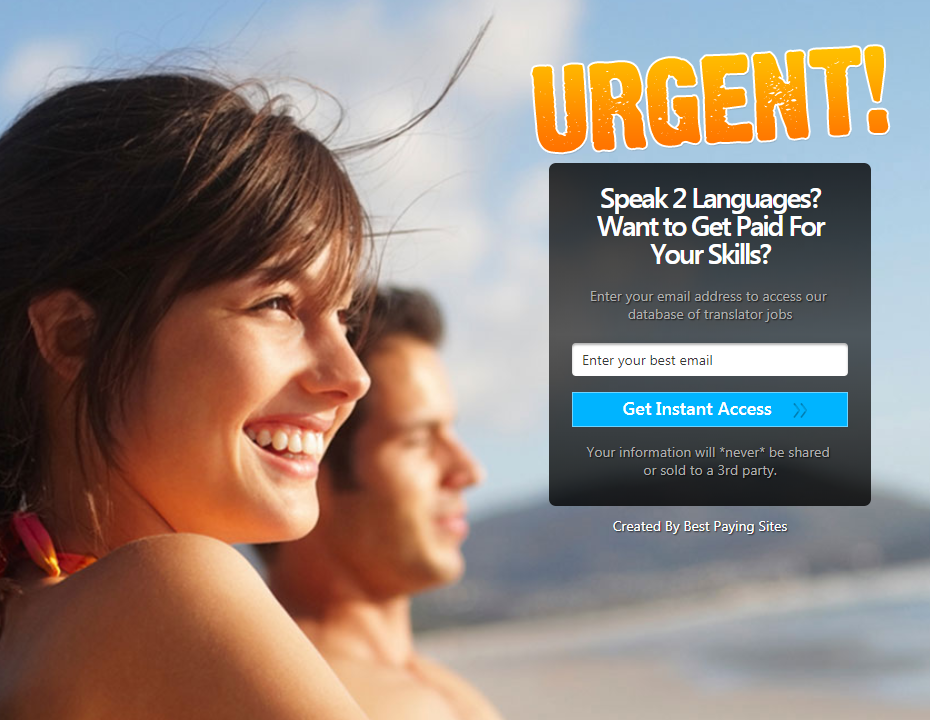 URGENT!
Speak 2 Languages?
Want to Get Paid For
Your Skills?
Enter your email address to access our
database of translator jobs
Enter your best email
Get Instant Access
Your information will *never* be shared
or sold to a 3rd party.
Created By Best Paying Sites